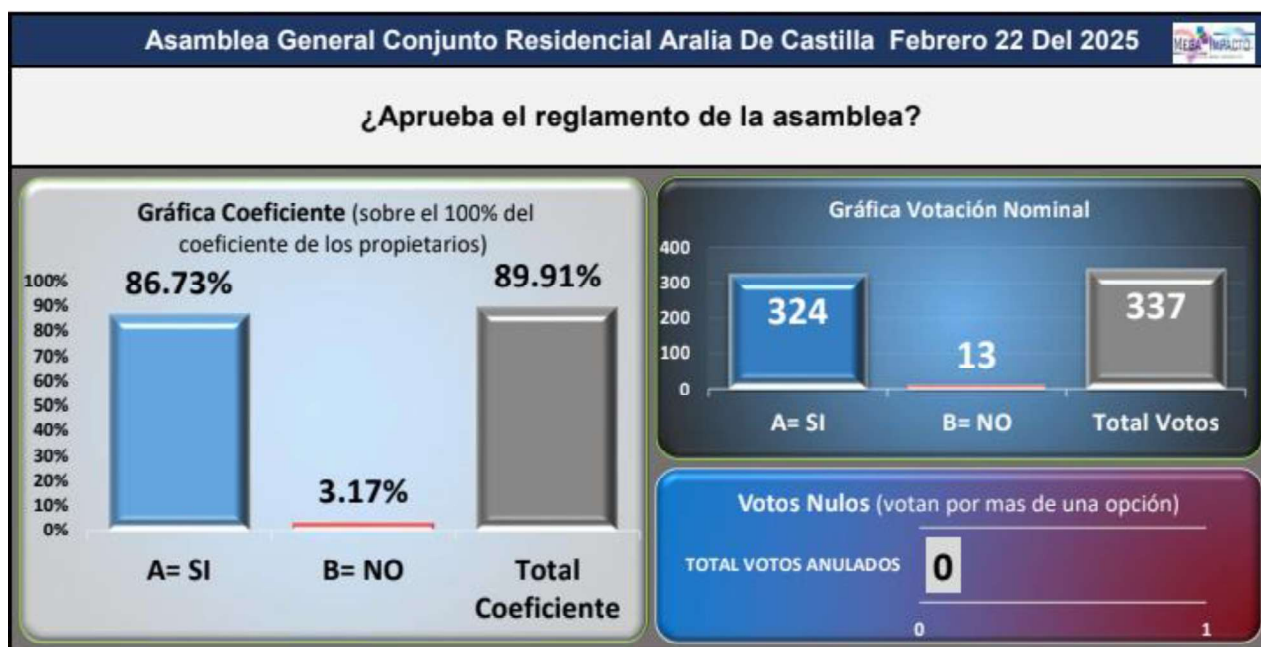 Asamblea General Conjunto Residencial Aralia De Castilla Febrero 22 Del 2025
MEGA IMPACTO
¿Aprueba el reglamento de la asamblea?
Gráfica Coeficiente (sobre el 100% del
coeficiente de los propietarios)
100%
90%
80%
70%
60%
50%
40%
30%
20%
10%
0%
86.73%
3.17%
89.91%
A= SI
B= NO
Total
Coeficiente
Gráfica Votación Nominal
400
300
200
100
0
324
13
337
A= SI
B= NO
Total Votos
Votos Nulos (votan por mas de una opción)
TOTAL VOTOS ANULADOS
0
0
1